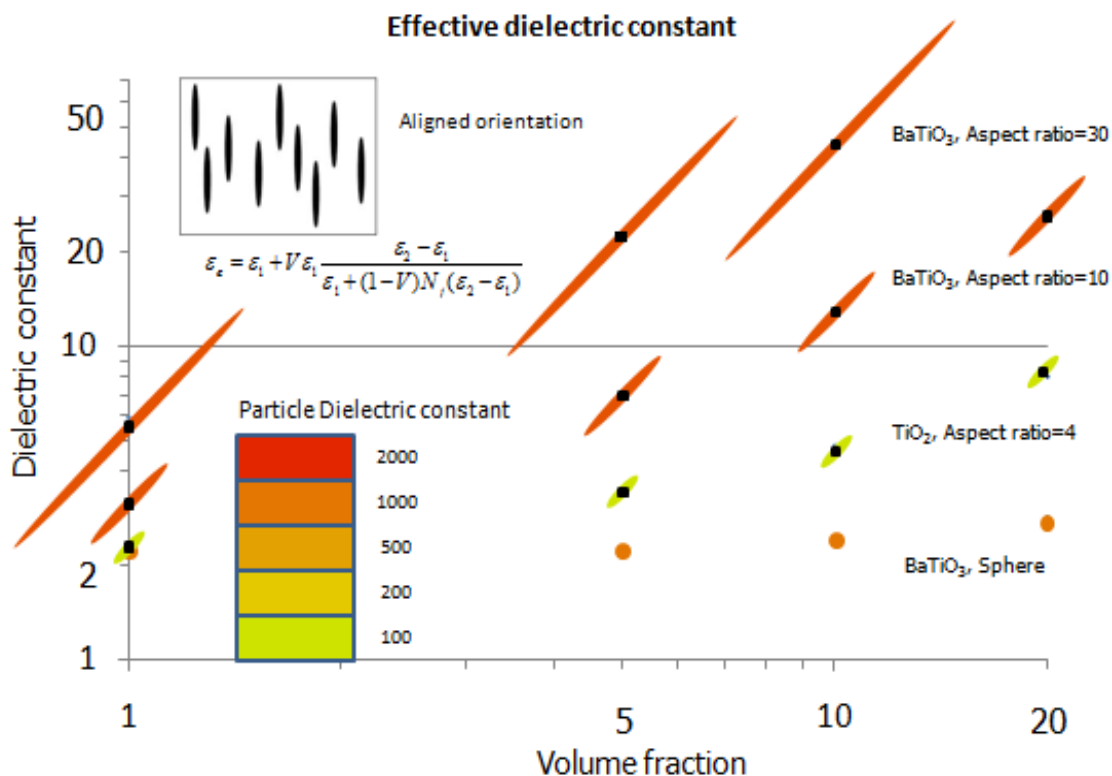 Effective dielectric constant
Dielectric constant
50
20
10
2
1
Aligned orientation
ε_c = ε₁ + Vε₁ (ε₂ − ε₁) / (ε₁ + (1−V)N_j(ε₂ − ε₁))
Particle Dielectric constant
2000
1000
500
200
100
BaTiO₃, Aspect ratio=30
BaTiO₃, Aspect ratio=10
TiO₂, Aspect ratio=4
BaTiO₃, Sphere
1
5
10
20
Volume fraction